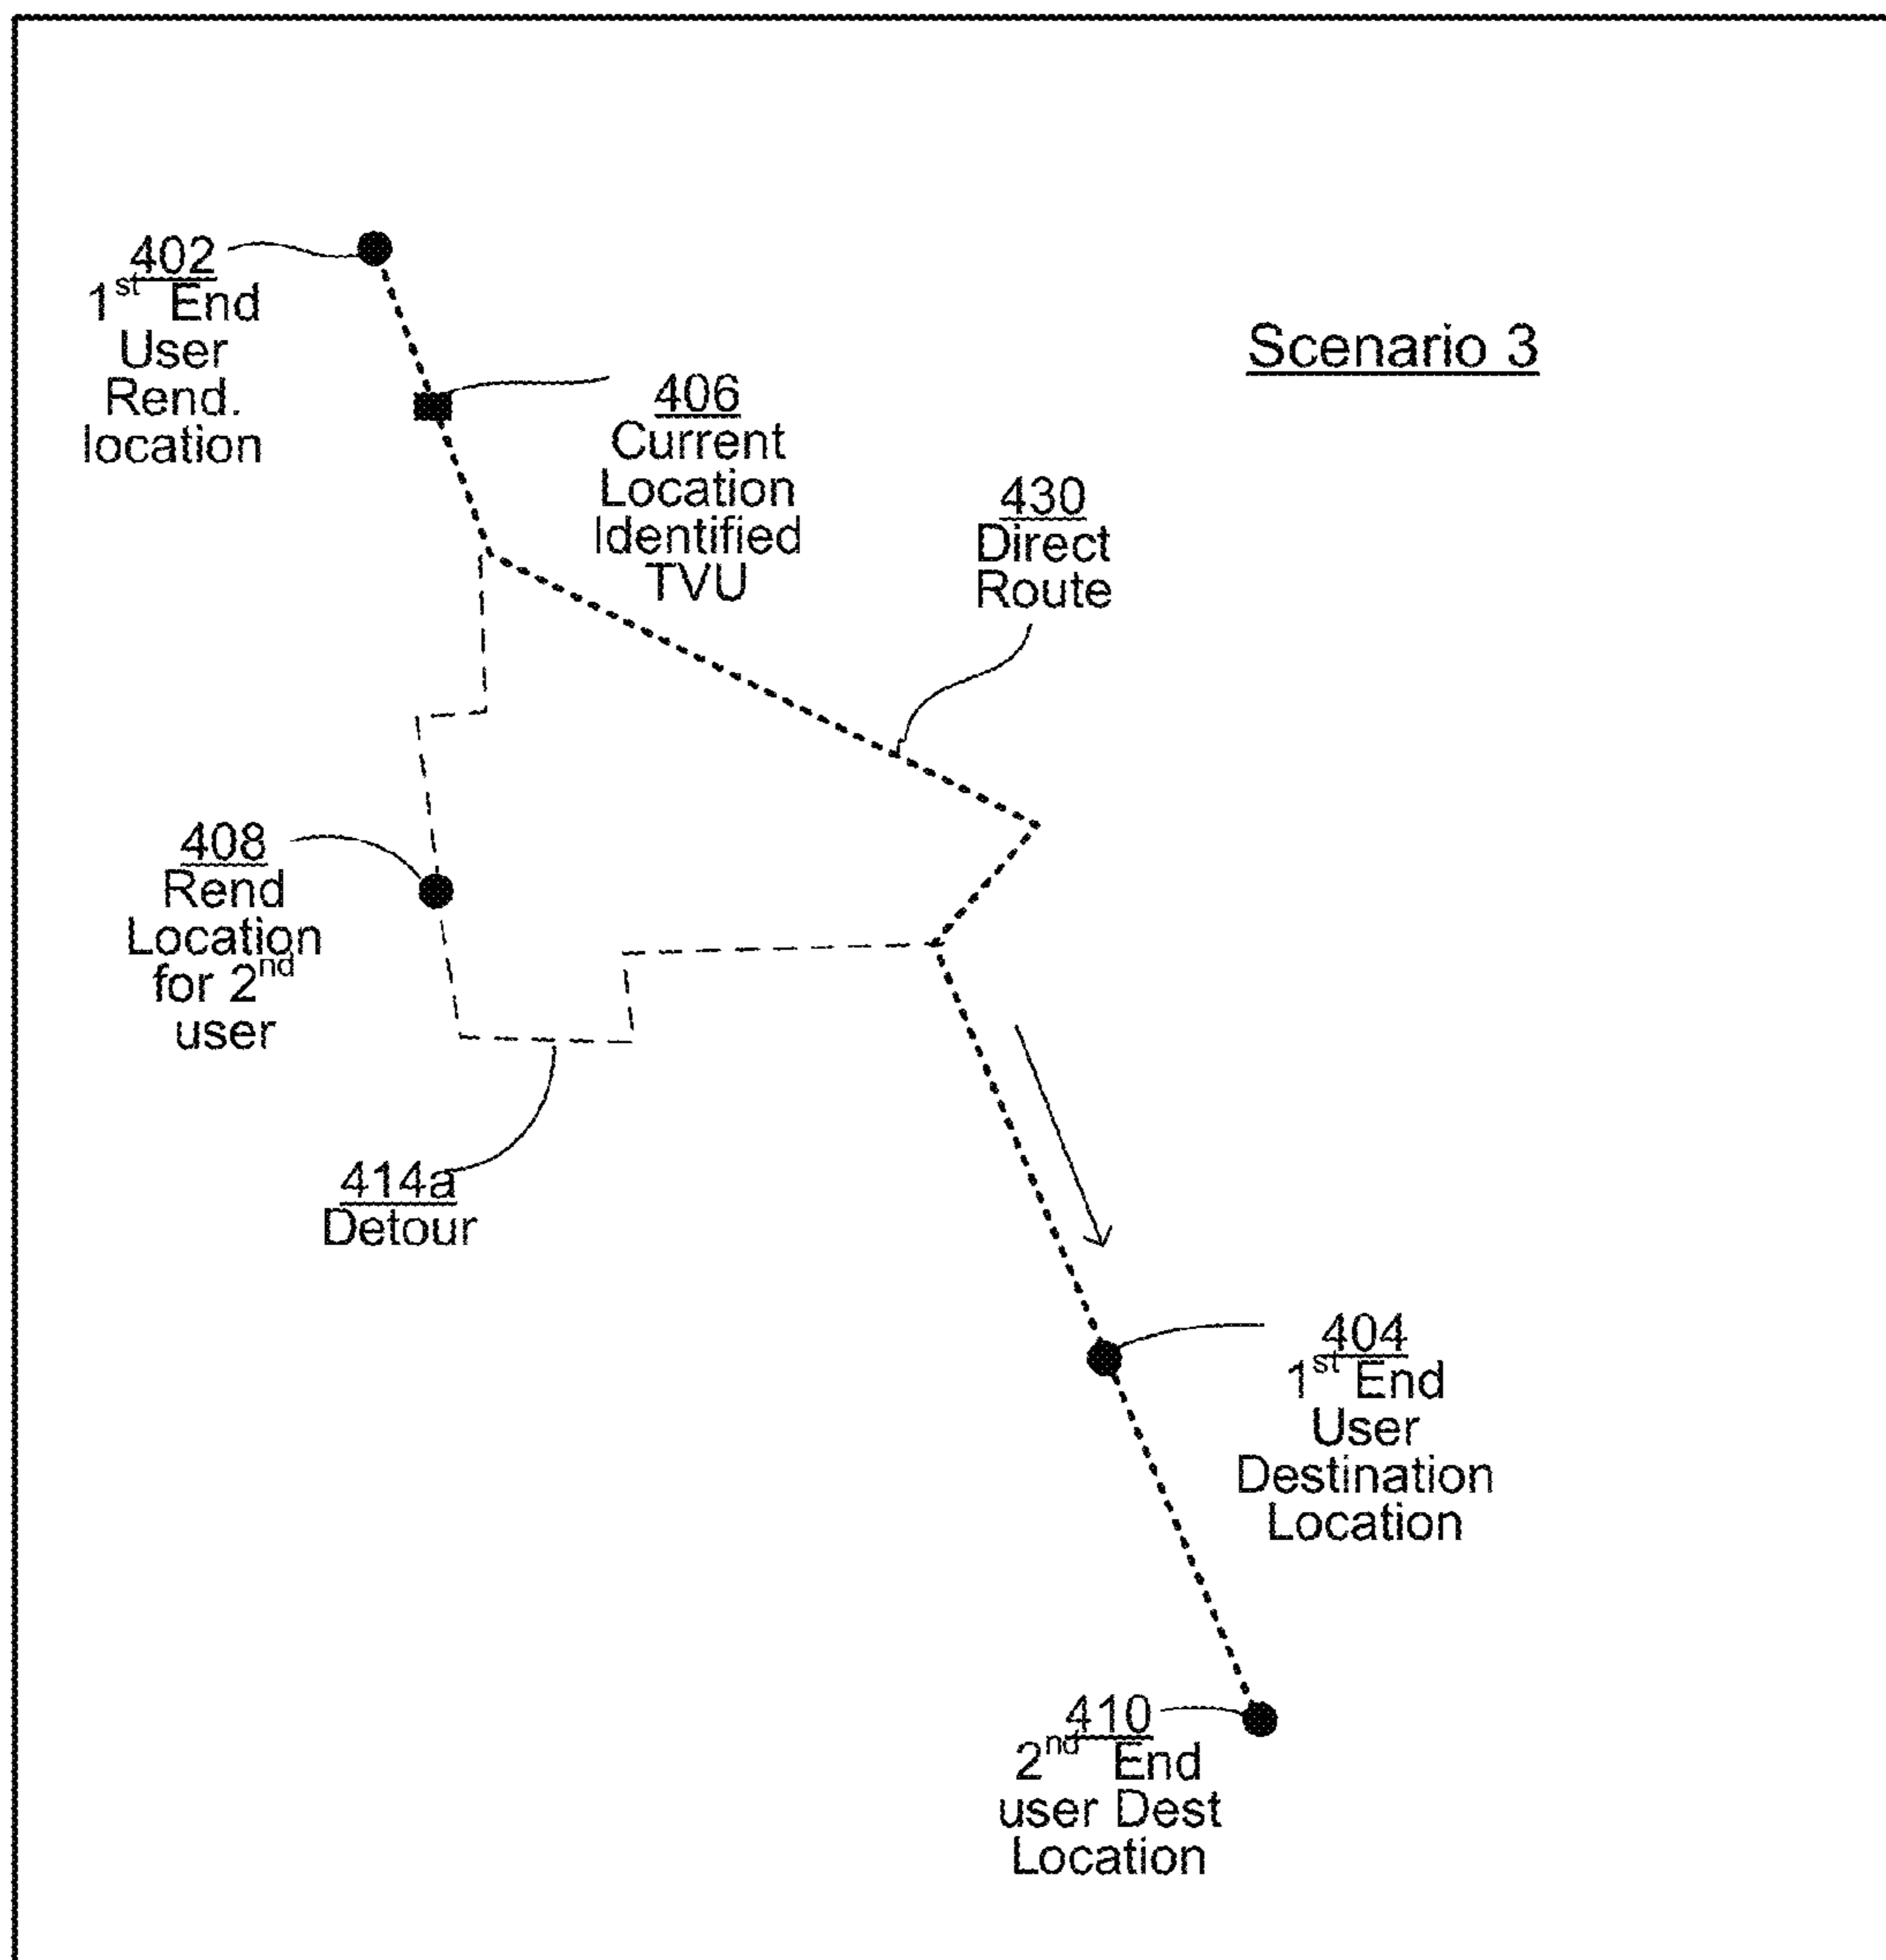 402
1st End
User
Rend.
location
Scenario 3
406
Current
Location
Identified
TVU
430
Direct
Route
408
Rend
Location
for 2nd
user
414a
Detour
404
1st End
User
Destination
Location
410
2nd End
user Dest
Location